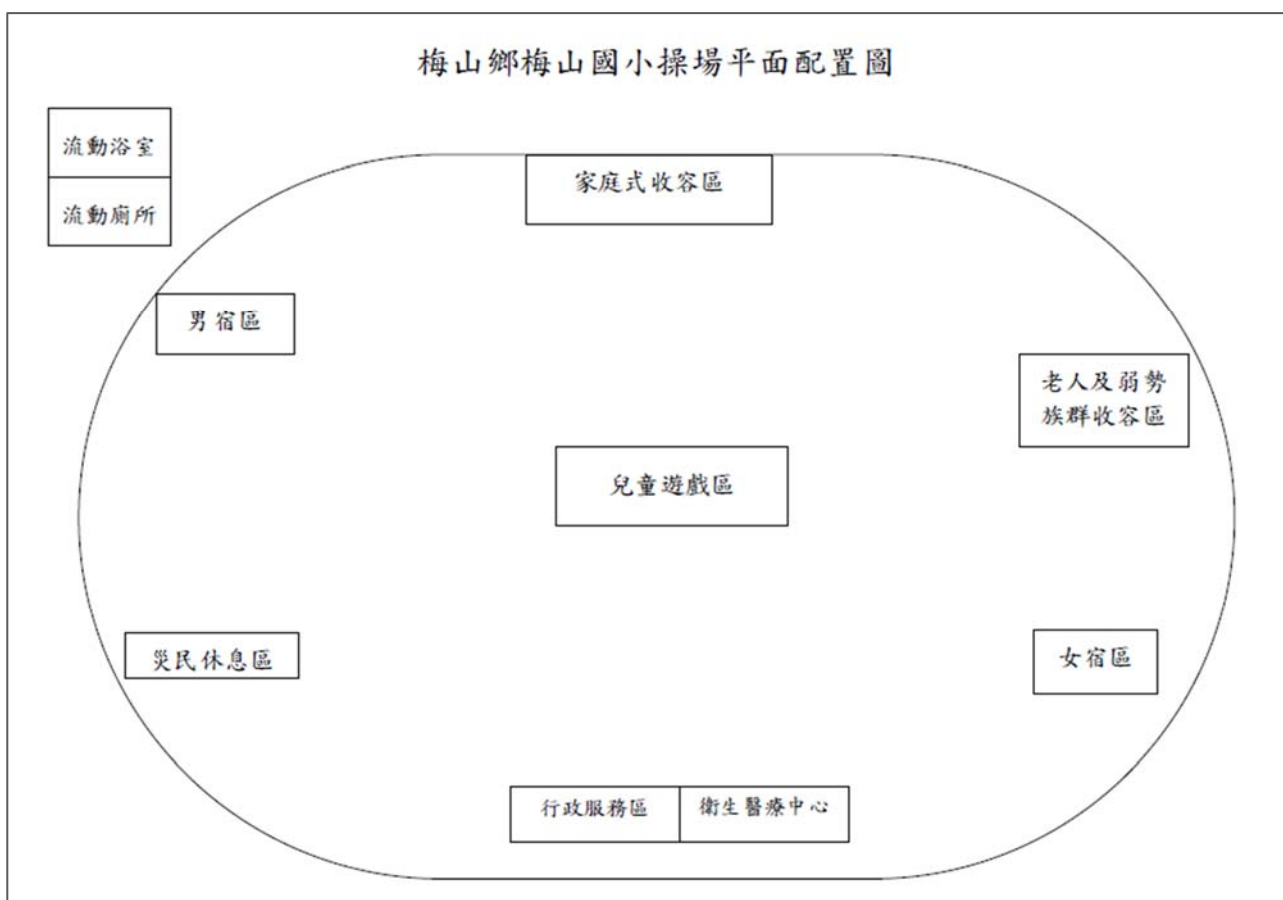 梅山鄉梅山國小操場平面配置圖
流動浴室
流動廁所
家庭式收容區
男宿區
老人及弱勢
族群收容區
兒童遊戲區
災民休息區
女宿區
行政服務區
衛生醫療中心